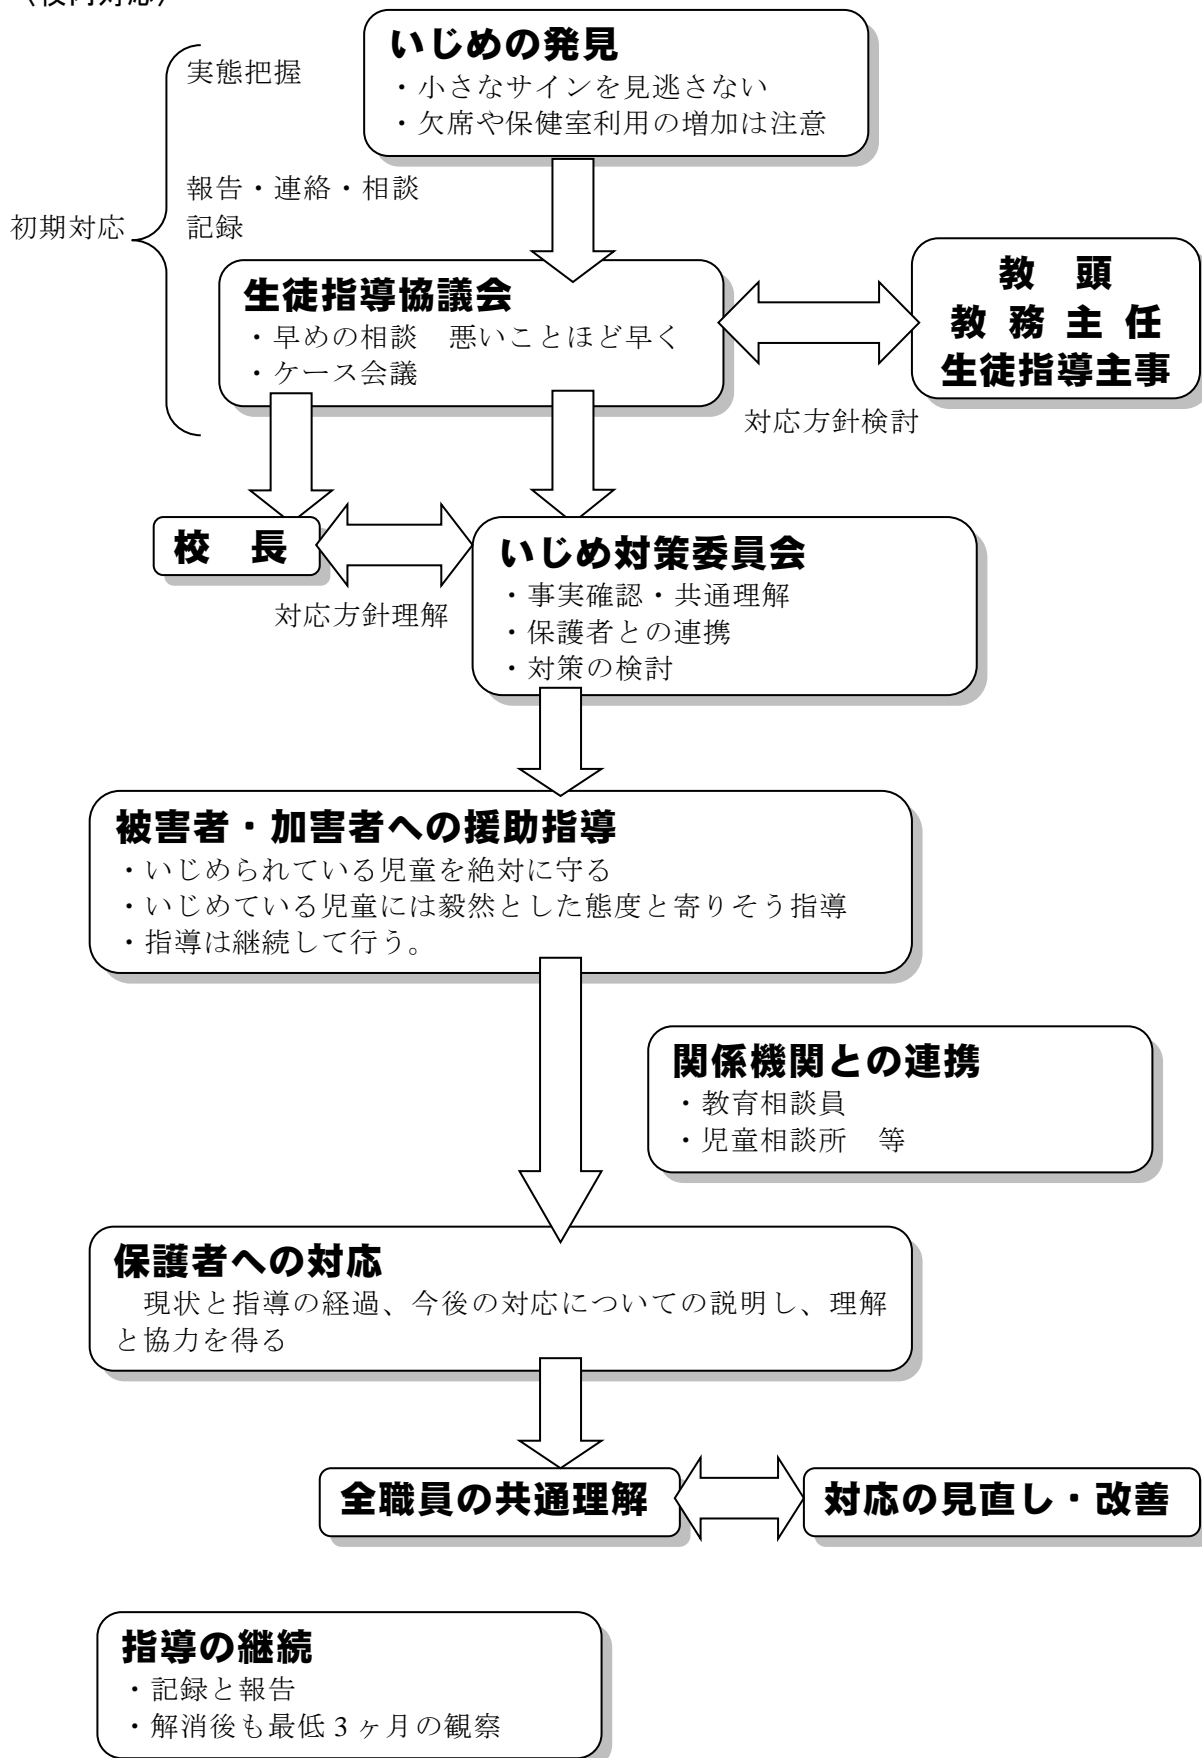 いじめの発見
・小さなサインを見逃さない
・欠席や保健室利用の増加は注意
実態把握
報告・連絡・相談
記録
初期対応
生徒指導協議会
・早めの相談　悪いことほど早く
・ケース会議
教　頭
教 務 主 任
生徒指導主事
対応方針検討
校　長
対応方針理解
いじめ対策委員会
・事実確認・共通理解
・保護者との連携
・対策の検討
被害者・加害者への援助指導
・いじめられている児童を絶対に守る
・いじめている児童には毅然とした態度と寄りそう指導
・指導は継続して行う。
関係機関との連携
・教育相談員
・児童相談所　等
保護者への対応
　現状と指導の経過、今後の対応についての説明し、理解
と協力を得る
全職員の共通理解
対応の見直し・改善
指導の継続
・記録と報告
・解消後も最低 3 ヶ月の観察